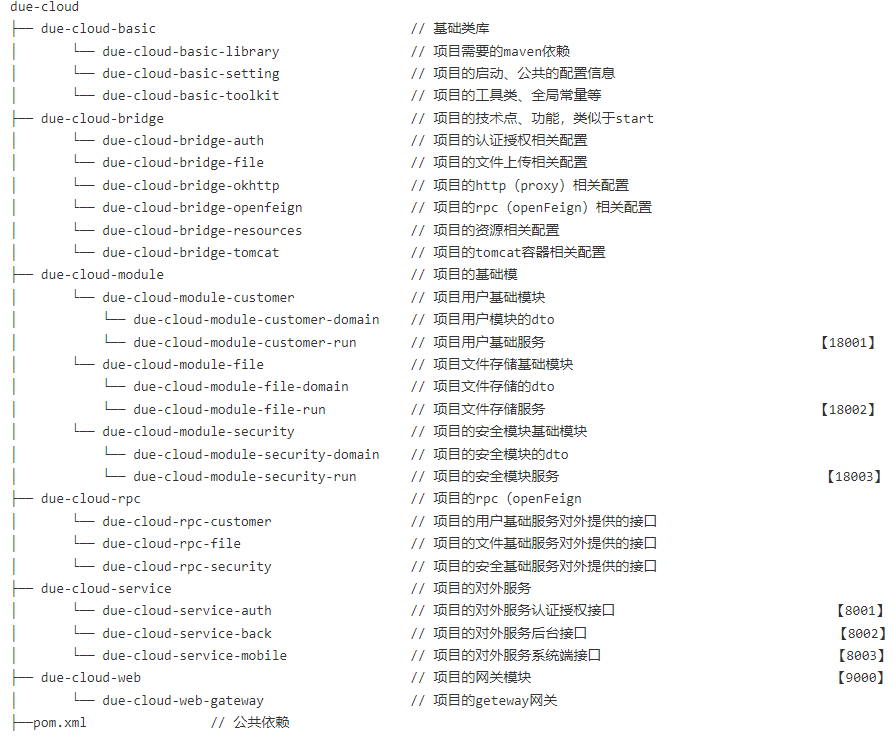 due-cloud
├── due-cloud-basic // 基础类库
│ └── due-cloud-basic-library // 项目需要的maven依赖
│ └── due-cloud-basic-setting // 项目的启动、公共的配置信息
│ └── due-cloud-basic-toolkit // 项目的工具类、全局常量等
├── due-cloud-bridge // 项目的技术点、功能，类似于start
│ └── due-cloud-bridge-auth // 项目的认证授权相关配置
│ └── due-cloud-bridge-file // 项目的文件上传相关配置
│ └── due-cloud-bridge-okhttp // 项目的http（proxy）相关配置
│ └── due-cloud-bridge-openfeign // 项目的rpc（openFeign）相关配置
│ └── due-cloud-bridge-resources // 项目的资源相关配置
│ └── due-cloud-bridge-tomcat // 项目的tomcat容器相关配置
├── due-cloud-module // 项目的基础模
│ └── due-cloud-module-customer // 项目用户基础模块
│ └── due-cloud-module-customer-domain // 项目用户模块的dto
│ └── due-cloud-module-customer-run // 项目用户基础服务 【18001】
│ └── due-cloud-module-file // 项目文件存储基础模块
│ └── due-cloud-module-file-domain // 项目文件存储的dto
│ └── due-cloud-module-file-run // 项目文件存储服务 【18002】
│ └── due-cloud-module-security // 项目的安全模块基础模块
│ └── due-cloud-module-security-domain // 项目的安全模块的dto
│ └── due-cloud-module-security-run // 项目的安全模块服务 【18003】
├── due-cloud-rpc // 项目的rpc（openFeign
│ └── due-cloud-rpc-customer // 项目的用户基础服务对外提供的接口
│ └── due-cloud-rpc-file // 项目的文件基础服务对外提供的接口
│ └── due-cloud-rpc-security // 项目的安全基础服务对外提供的接口
├── due-cloud-service // 项目的对外服务
│ └── due-cloud-service-auth // 项目的对外服务认证授权接口 【8001】
│ └── due-cloud-service-back // 项目的对外服务后台接口 【8002】
│ └── due-cloud-service-mobile // 项目的对外服务系统端接口 【8003】
├── due-cloud-web // 项目的网关模块 【9000】
│ └── due-cloud-web-gateway // 项目的geteway网关
├──pom.xml // 公共依赖